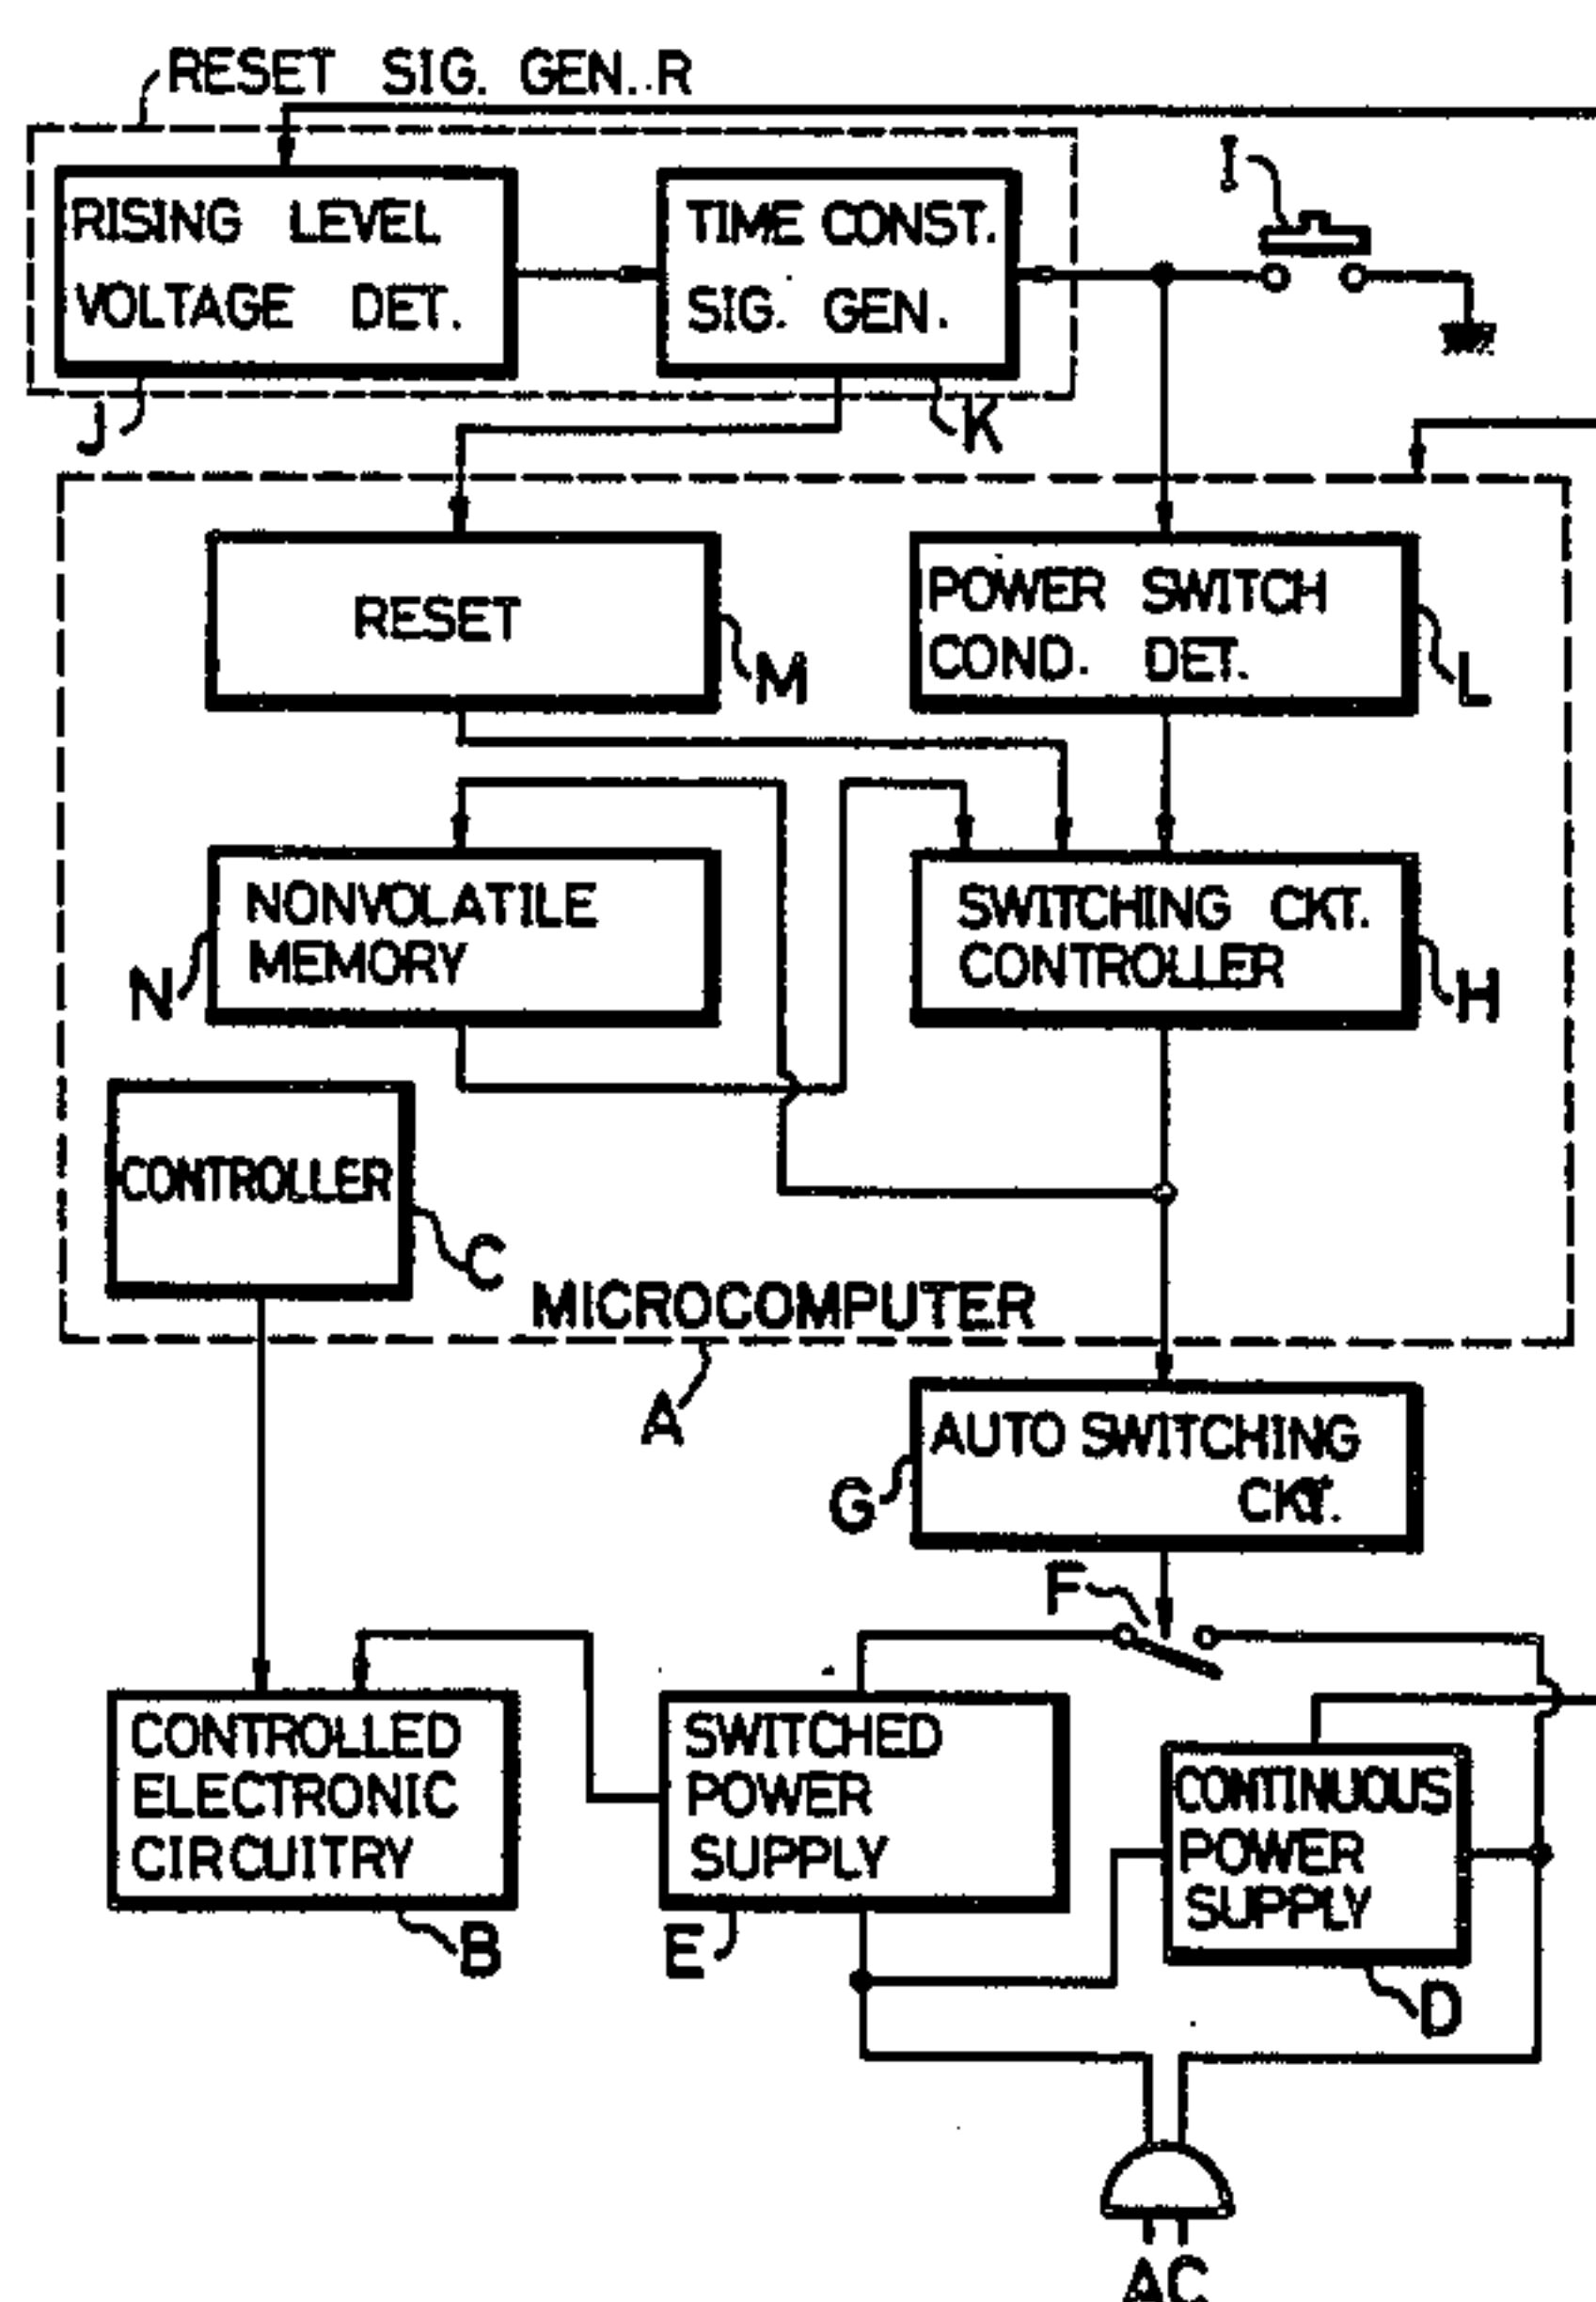 RESET SIG. GEN. R
I
RISING LEVEL
VOLTAGE DET.
TIME CONST.
SIG. GEN.
J
K
RESET
POWER SWITCH
COND. DET.
M
L
NONVOLATILE
MEMORY
SWITCHING CKT.
CONTROLLER
N
H
CONTROLLER
C
MICROCOMPUTER
A
AUTO SWITCHING
CKT.
G
F
CONTROLLED
ELECTRONIC
CIRCUITRY
SWITCHED
POWER
SUPPLY
CONTINUOUS
POWER
SUPPLY
B
E
D
AC